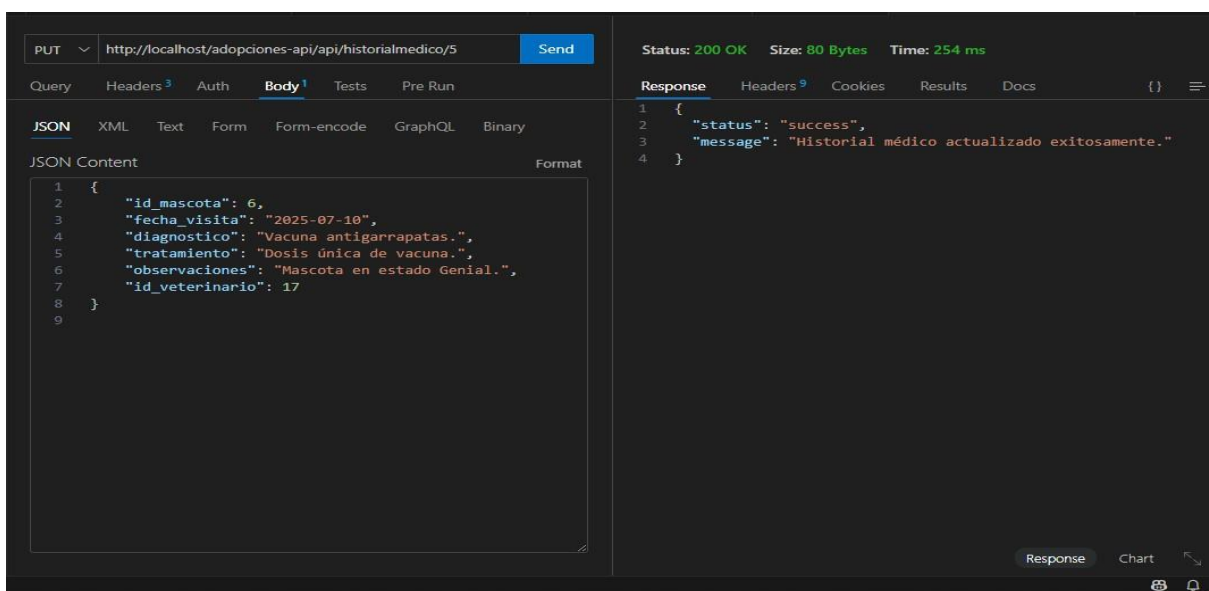 PUT http://localhost/adopciones-api/api/historialmedico/5 Send
Query Headers 3 Auth Body 1 Tests Pre Run
JSON XML Text Form Form-encode GraphQL Binary
JSON Content Format
1 {
2 "id_mascota": 6,
3 "fecha_visita": "2025-07-10",
4 "diagnostico": "Vacuna antigarrapatas.",
5 "tratamiento": "Dosis única de vacuna.",
6 "observaciones": "Mascota en estado Genial.",
7 "id_veterinario": 17
8 }
9
Status: 200 OK Size: 80 Bytes Time: 254 ms
Response Headers 9 Cookies Results Docs {}
1 {
2 "status": "success",
3 "message": "Historial médico actualizado exitosamente."
4 }
Response Chart